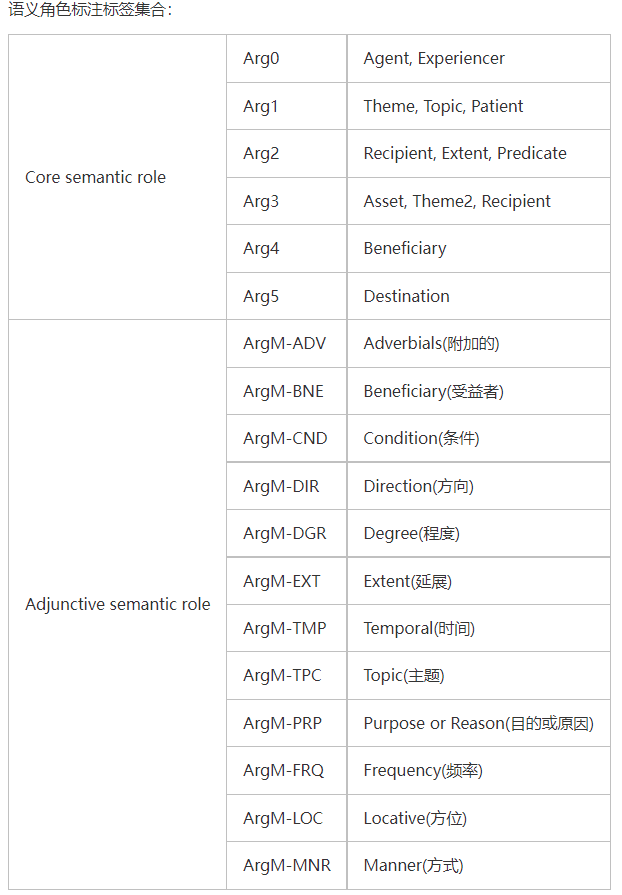 语义角色标注标签集合：
Core semantic role
Arg0 Agent, Experiencer
Arg1 Theme, Topic, Patient
Arg2 Recipient, Extent, Predicate
Arg3 Asset, Theme2, Recipient
Arg4 Beneficiary
Arg5 Destination
Adjunctive semantic role
ArgM-ADV Adverbials(附加的)
ArgM-BNE Beneficiary(受益者)
ArgM-CND Condition(条件)
ArgM-DIR Direction(方向)
ArgM-DGR Degree(程度)
ArgM-EXT Extent(延展)
ArgM-TMP Temporal(时间)
ArgM-TPC Topic(主题)
ArgM-PRP Purpose or Reason(目的或原因)
ArgM-FRQ Frequency(频率)
ArgM-LOC Locative(方位)
ArgM-MNR Manner(方式)